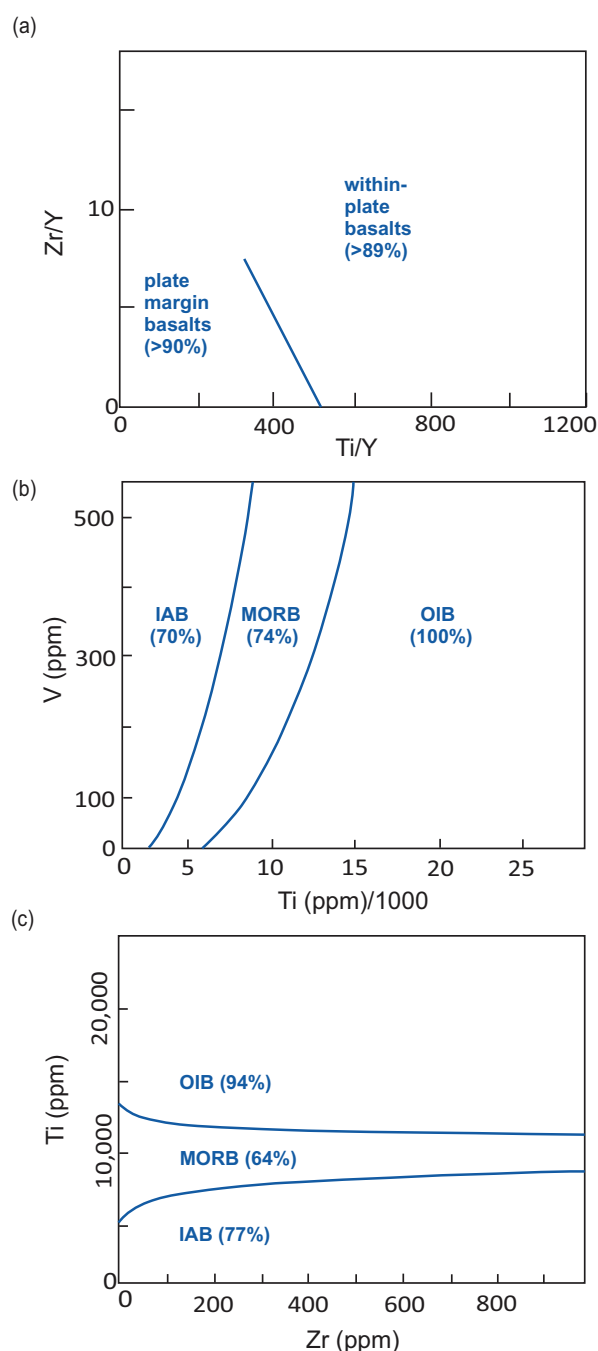 (a)
Zr/Y
10
0
within-
plate
basalts
(>89%)
plate
margin
basalts
(>90%)
0
400
800
1200
Ti/Y
(b)
V (ppm)
500
300
100
0
IAB
(70%)
MORB
(74%)
OIB
(100%)
0
5
10
15
20
25
Ti (ppm)/1000
(c)
Ti (ppm)
20,000
10,000
0
OIB (94%)
MORB (64%)
IAB (77%)
0
200
400
600
800
Zr (ppm)